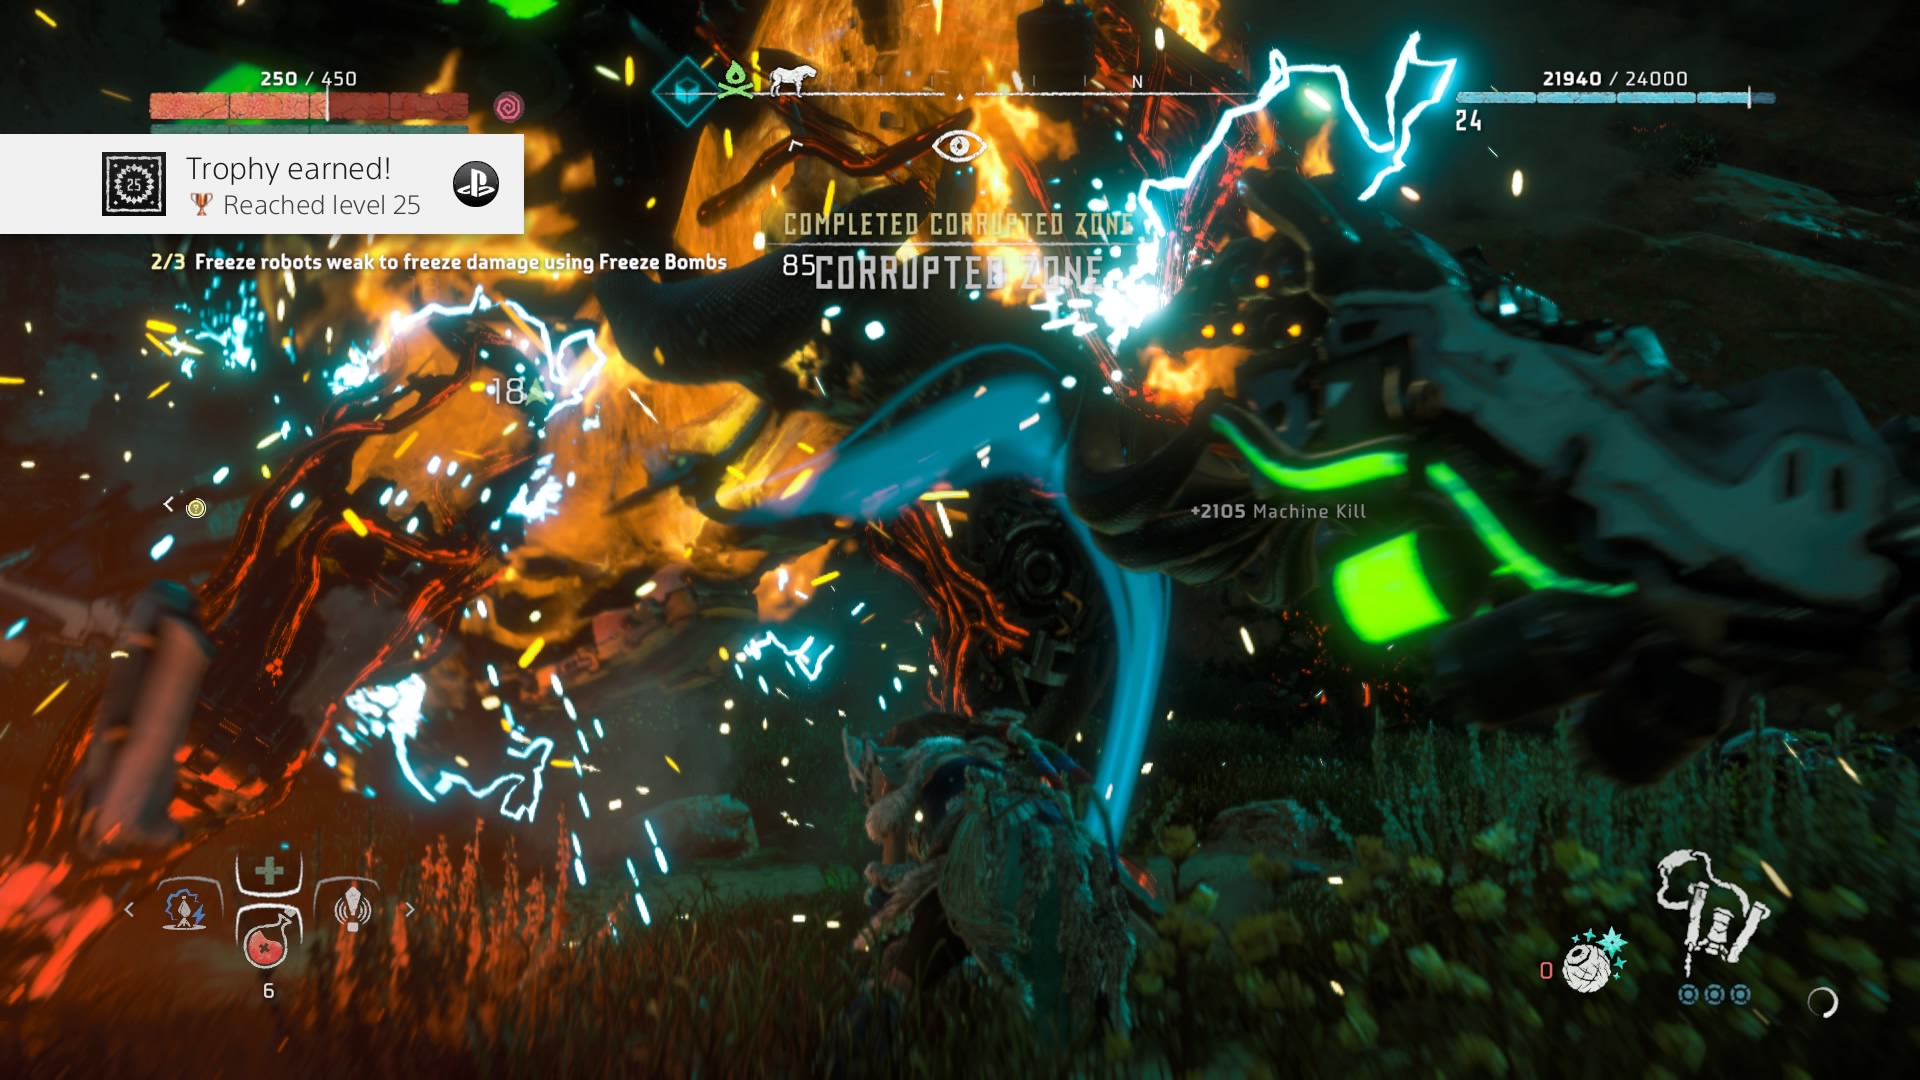 250 / 450
N
21940 / 24000
24
25
Trophy earned!
Reached level 25
COMPLETED CORRUPTED ZONE
2/3 Freeze robots weak to freeze damage using Freeze Bombs
85
CORRUPTED ZONE
18
+2105 Machine Kill
0
6